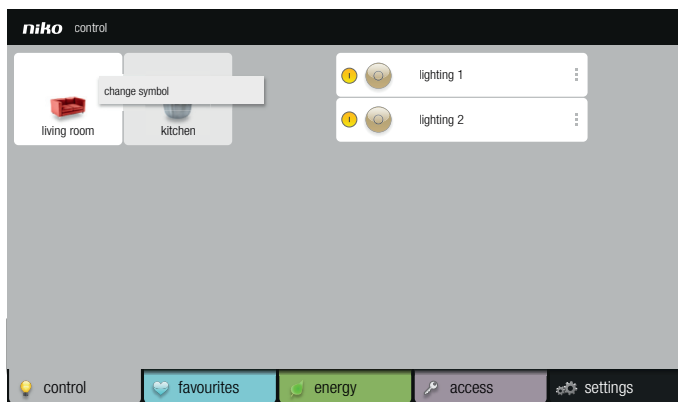 niko control
change symbol
living room
kitchen
lighting 1
lighting 2
control
favourites
energy
access
settings